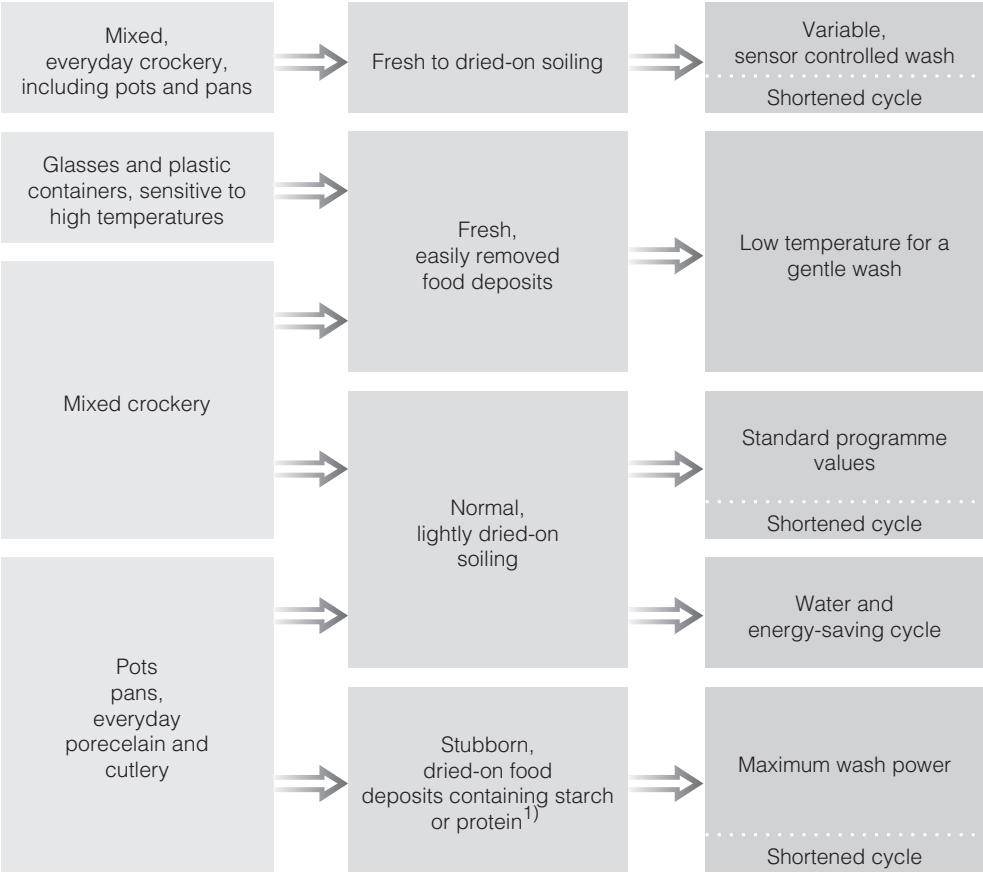 Mixed,
everyday crockery,
including pots and pans
Fresh to dried-on soiling
Variable,
sensor controlled wash
Shortened cycle
Glasses and plastic
containers, sensitive to
high temperatures
Fresh,
easily removed
food deposits
Low temperature for a
gentle wash
Mixed crockery
Normal,
lightly dried-on
soiling
Standard programme
values
Shortened cycle
Water and
energy-saving cycle
Pots
pans,
everyday
porecelain and
cutlery
Stubborn,
dried-on food
deposits containing starch
or protein1)
Maximum wash power
Shortened cycle